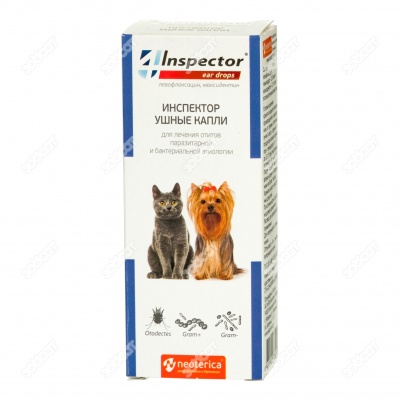 Inspector®
ear drops
левофлоксацин, моксидектин
ИНСПЕКТОР
УШНЫЕ КАПЛИ
для лечения отитов
паразитарной
и бактериальной этиологии
Otodectes
Gram+
Gram-
neoterica